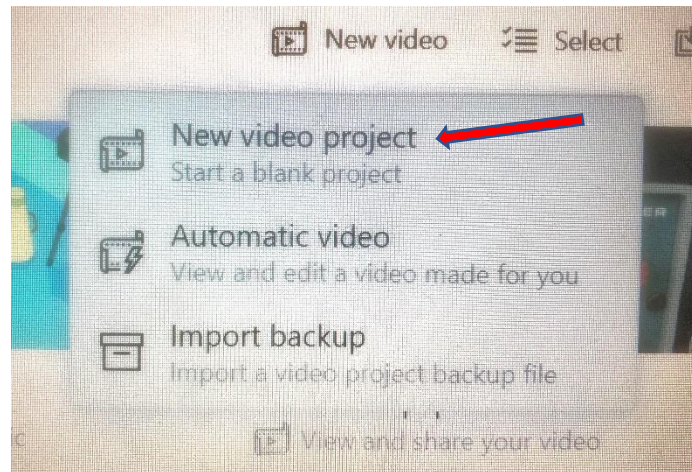 New video Select
New video project
Start a blank project
Automatic video
View and edit a video made for you
Import backup
Import a video project backup file
View and share your video